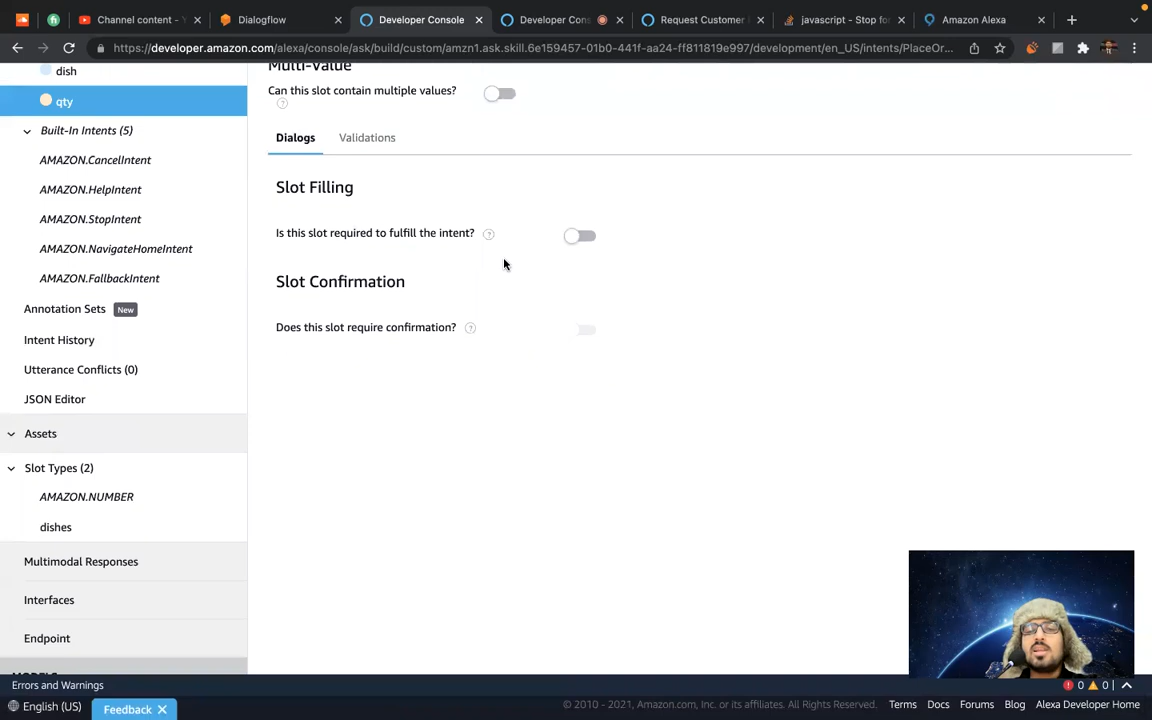 Channel content - Y
Dialogflow
Developer Console
Developer Con
Request Customer
javascript - Stop fo
Amazon Alexa
https://developer.amazon.com/alexa/console/ask/build/custom/amzn1.ask.skill.6e159457-01b0-441f-aa24-ff811819e997/development/en_US/intents/PlaceOr...
dish
qty
Built-In Intents (5)
AMAZON.CancelIntent
AMAZON.HelpIntent
AMAZON.StopIntent
AMAZON.NavigateHomeIntent
AMAZON.FallbackIntent
Annotation Sets New
Intent History
Utterance Conflicts (0)
JSON Editor
Assets
Slot Types (2)
AMAZON.NUMBER
dishes
Multimodal Responses
Interfaces
Endpoint
MODELS
Multi-Value
Can this slot contain multiple values?
Dialogs Validations
Slot Filling
Is this slot required to fulfill the intent?
Slot Confirmation
Does this slot require confirmation?
Errors and Warnings
0 0
English (US)
Feedback
© 2010 - 2021, Amazon.com, Inc. or its affiliates. All Rights Reserved.
Terms Docs Forums Blog Alexa Developer Home